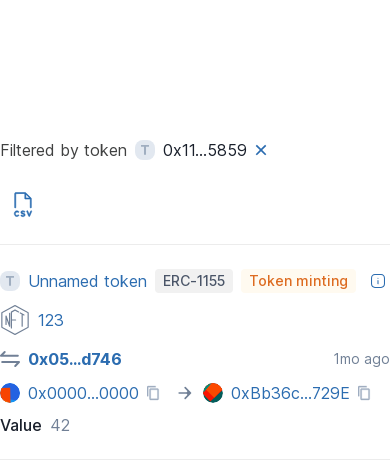 Filtered by token T 0x11...5859
CSV
T Unnamed token ERC-1155 Token minting
NFT 123
0x05...d746 1mo ago
0x0000...0000 → 0xBb36c...729E
Value 42